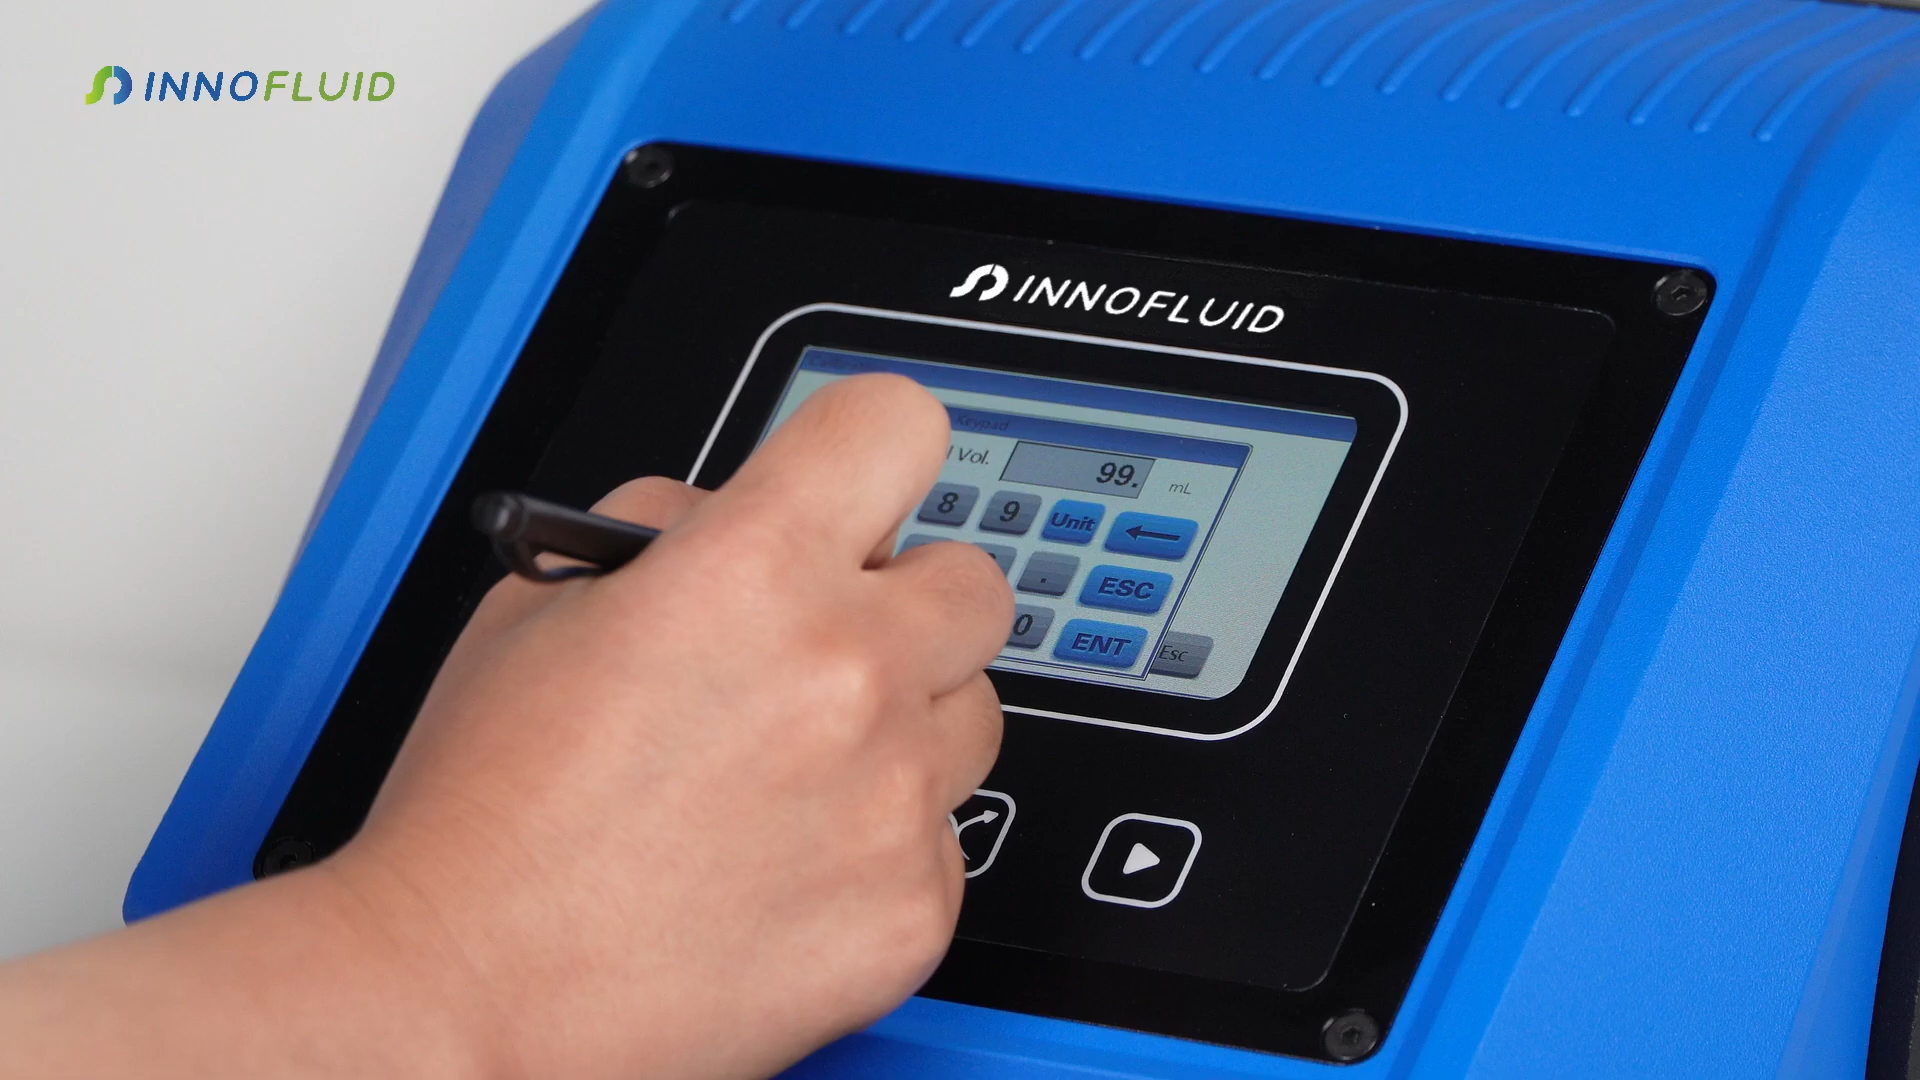 INNOFLUID
INNOFLUID
Keypad
Vol. 99. mL
8 9 Unit
. ESC
0 ENT
Esc